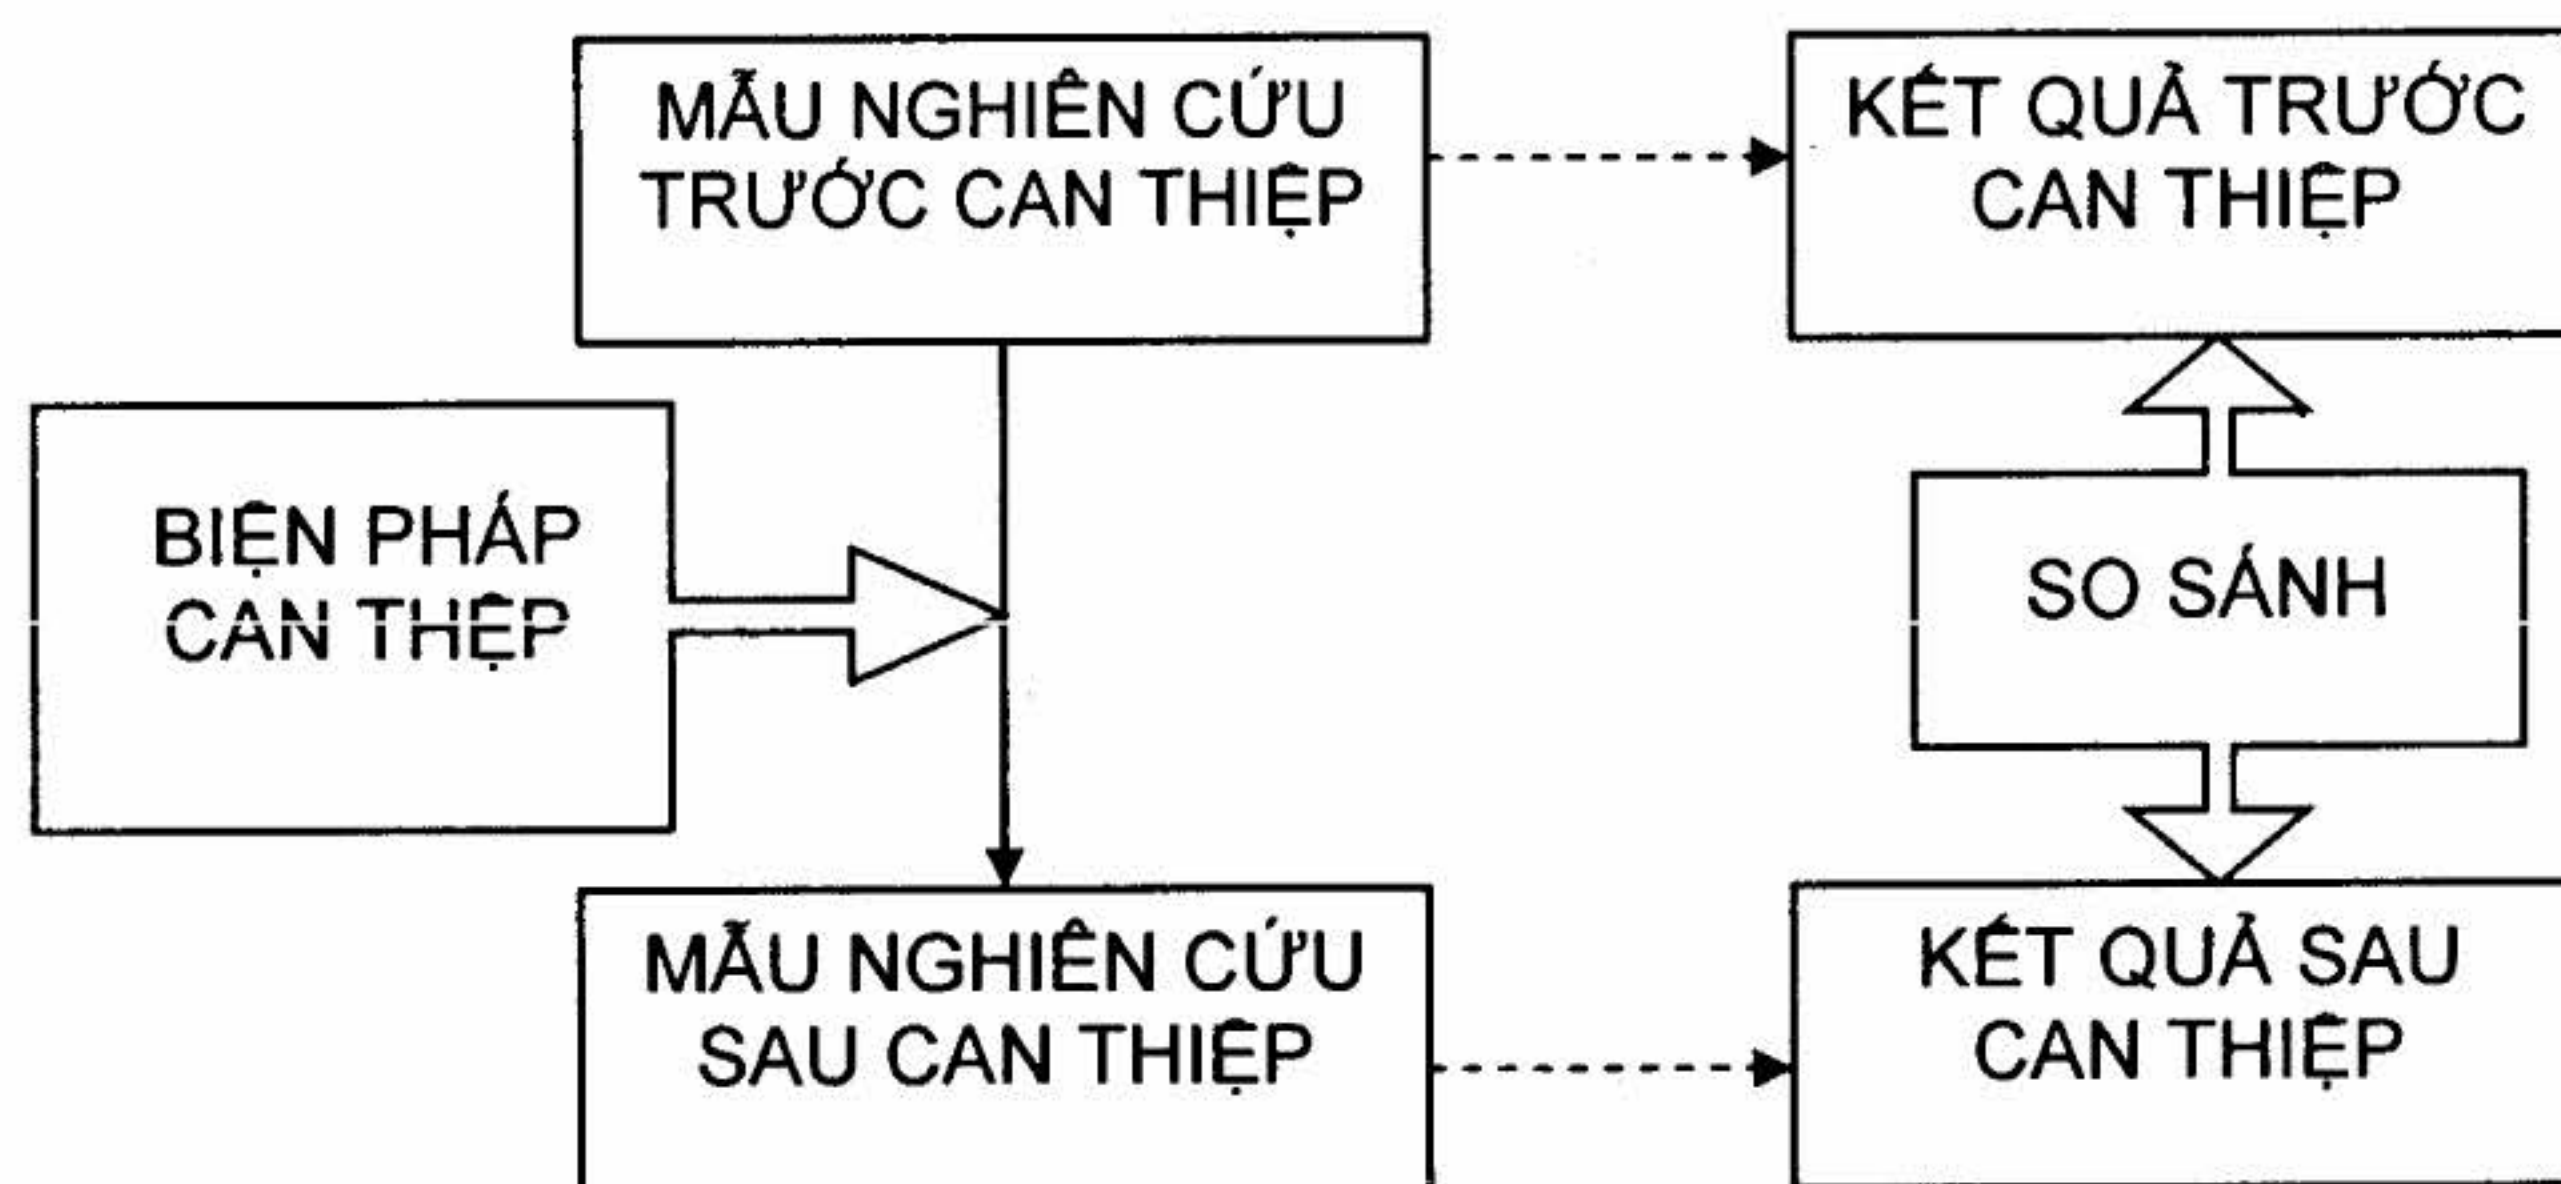 MẪU NGHIÊN CỨU
TRƯỚC CAN THIỆP
KẾT QUẢ TRƯỚC
CAN THIỆP
BIỆN PHÁP
CAN THỆP
SO SÁNH
MẪU NGHIÊN CỨU
SAU CAN THIỆP
KẾT QUẢ SAU
CAN THIỆP